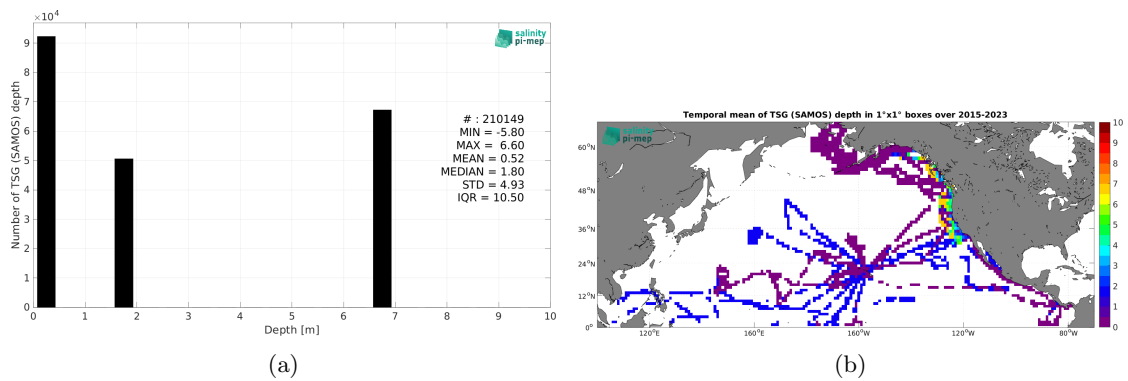 ×10⁴
9
8
7
6
5
4
3
2
1
0
Number of TSG (SAMOS) depth
0 1 2 3 4 5 6 7 8 9 10
Depth [m]
salinity
pi-mep
# : 210149
MIN = -5.80
MAX = 6.60
MEAN = 0.52
MEDIAN = 1.80
STD = 4.93
IQR = 10.50
(a)
Temporal mean of TSG (SAMOS) depth in 1°x1° boxes over 2015-2023
salinity
pi-mep
60°N
48°N
36°N
24°N
12°N
0°
120°E 160°E 160°W 120°W 80°W
10
9
8
7
6
5
4
3
2
1
0
(b)